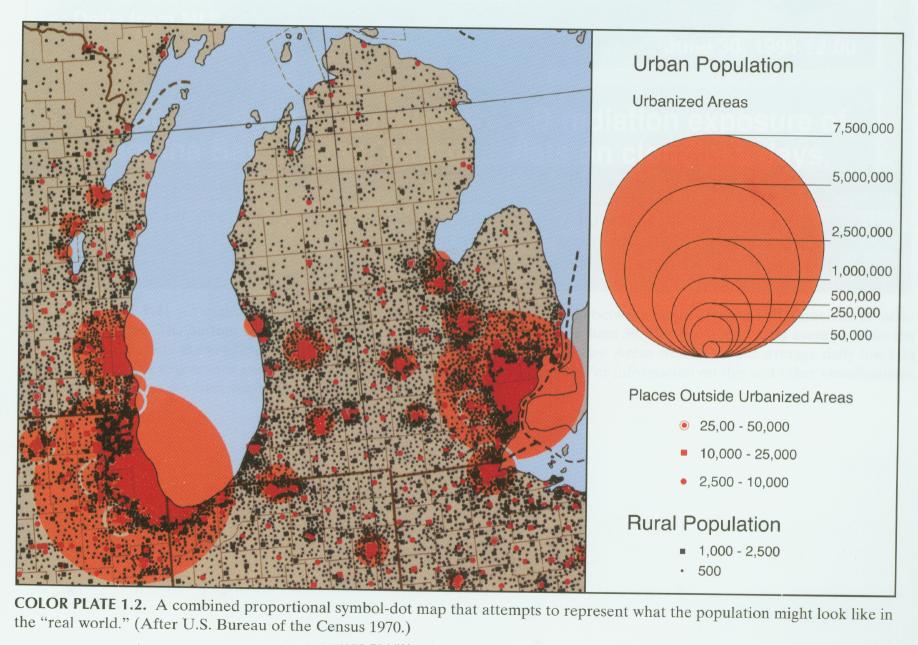 Urban Population
Urbanized Areas
7,500,000
5,000,000
2,500,000
1,000,000
500,000
250,000
50,000
Places Outside Urbanized Areas
25,00 - 50,000
10,000 - 25,000
2,500 - 10,000
Rural Population
1,000 - 2,500
500
COLOR PLATE 1.2. A combined proportional symbol-dot map that attempts to represent what the population might look like in
the “real world.” (After U.S. Bureau of the Census 1970.)